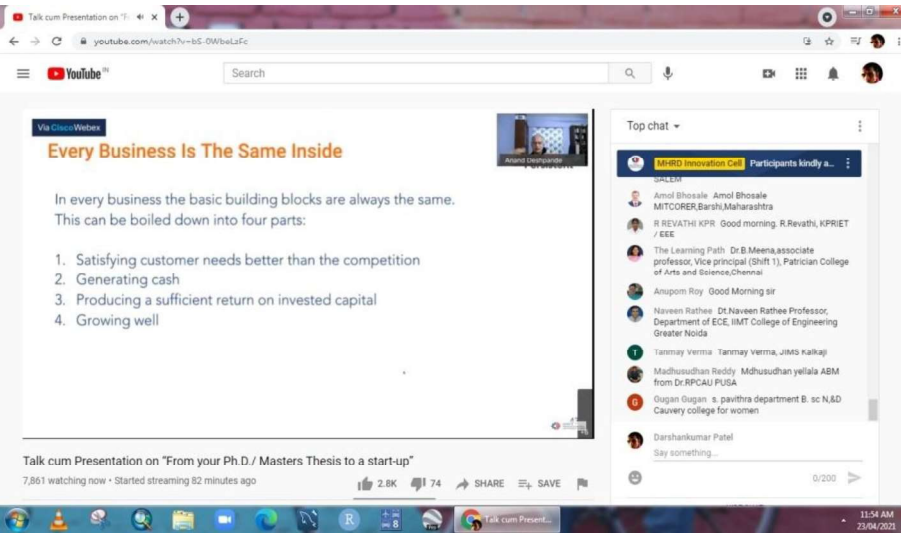 Talk cum Presentation on "F
youtube.com/watch?v=bS-0WbeLzFc
YouTube IN
Search
Via Cisco Webex
Every Business Is The Same Inside
Anand Deshpande
In every business the basic building blocks are always the same.
This can be boiled down into four parts:
1. Satisfying customer needs better than the competition
2. Generating cash
3. Producing a sufficient return on invested capital
4. Growing well
Talk cum Presentation on "From your Ph.D./ Masters Thesis to a start-up"
7,861 watching now • Started streaming 82 minutes ago
2.8K 74 SHARE SAVE
Top chat
MHRD Innovation Cell Participants kindly a...
SALEM
Amol Bhosale Amol Bhosale
MITCORER,Barshi,Maharashtra
R REVATHI KPR Good morning. R.Revathi, KPRIET
/ EEE
The Learning Path Dr.B.Meena,associate
professor, Vice principal (Shift 1), Patrician College
of Arts and Science,Chennai
Anupom Roy Good Morning sir
Naveen Rathee Dt.Naveen Rathee Professor,
Department of ECE, IIMT College of Engineering
Greater Noida
T Tanmay Verma Tanmay Verma, JIMS Kalkaji
Madhusudhan Reddy Mdhusudhan yellala ABM
from Dr.RPCAU PUSA
G Gugan Gugan s. pavithra department B. sc N,&D
Cauvery college for women
Darshankumar Patel
Say something...
0/200
R
8
Talk cum Present...
11:54 AM
23/04/2021